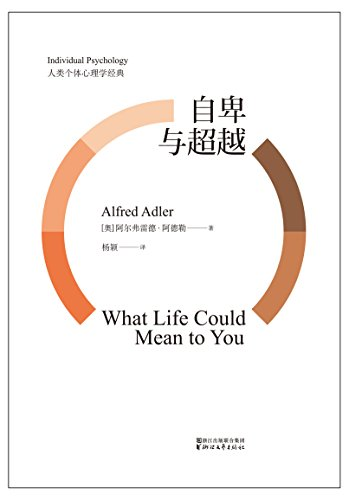 Individual Psychology
人类个体心理学经典
自卑
与超越
Alfred Adler
[奥]阿尔弗雷德·阿德勒——著
杨颖——译
What Life Could
Mean to You
浙江出版联合集团
浙江文艺出版社